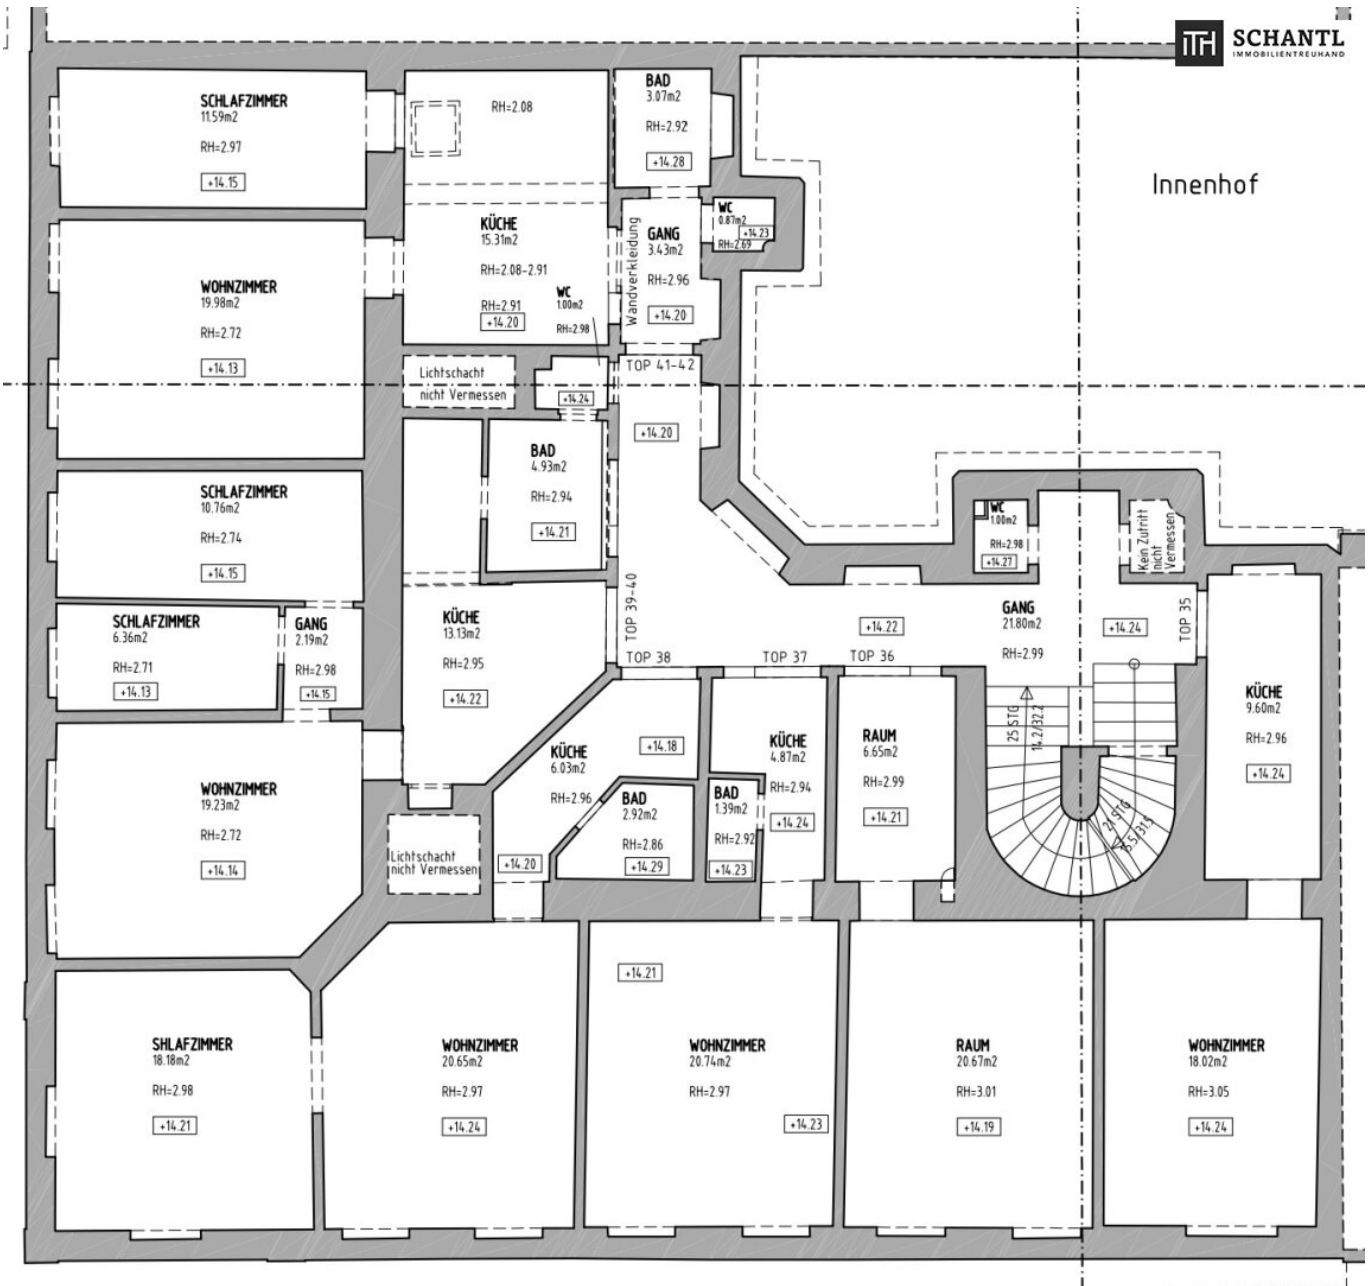 SCHANTL
IMMOBILIENTREUHAND
Innenhof
SCHLAFZIMMER
11.59m2
RH=2.97
+14.15
RH=2.08
KÜCHE
15.31m2
RH=2.08-2.91
RH=2.91
+14.20
BAD
3.07m2
RH=2.92
+14.28
WC
0.87m2
+14.23
RH=2.69
GANG
3.43m2
RH=2.96
+14.20
Wandverkleidung
WOHNZIMMER
19.98m2
RH=2.72
+14.13
WC
1.00m2
RH=2.98
+14.24
Lichtschacht
nicht Vermessen
TOP 41-42
+14.20
SCHLAFZIMMER
10.76m2
RH=2.74
+14.15
BAD
4.93m2
RH=2.94
+14.21
WC
1.00m2
RH=2.98
+14.27
Kein Zutritt
nicht
Vermessen
SCHLAFZIMMER
6.36m2
RH=2.71
+14.13
GANG
2.19m2
RH=2.98
+14.15
KÜCHE
13.13m2
RH=2.95
+14.22
TOP 39-40
TOP 38
TOP 37
TOP 36
+14.22
GANG
21.80m2
RH=2.99
+14.24
TOP 35
KÜCHE
9.60m2
RH=2.96
+14.24
25 STG
14.2/32.2
21 STG
WOHNZIMMER
19.23m2
RH=2.72
+14.14
Lichtschacht
nicht Vermessen
KÜCHE
6.03m2
RH=2.96
+14.18
+14.20
BAD
2.92m2
RH=2.86
+14.29
KÜCHE
4.87m2
RH=2.94
+14.24
BAD
1.39m2
RH=2.92
+14.23
RAUM
6.65m2
RH=2.99
+14.21
SHLAFZIMMER
18.18m2
RH=2.98
+14.21
WOHNZIMMER
20.65m2
RH=2.97
+14.24
+14.21
WOHNZIMMER
20.74m2
RH=2.97
+14.23
RAUM
20.67m2
RH=3.01
+14.19
WOHNZIMMER
18.02m2
RH=3.05
+14.24